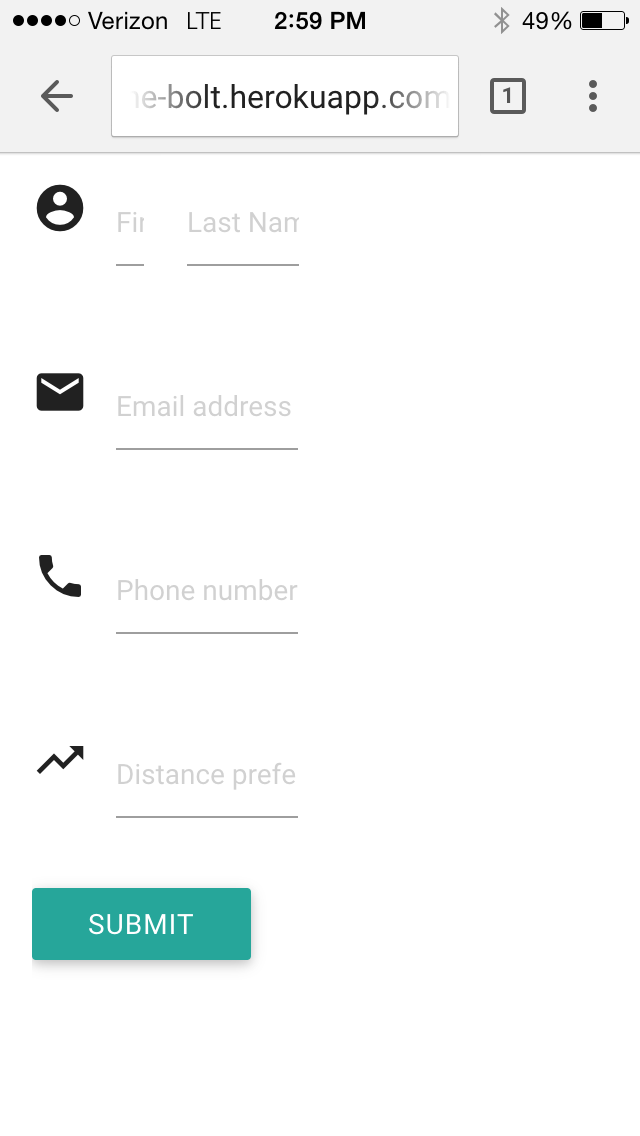 Verizon LTE 2:59 PM 49%
e-bolt.herokuapp.com 1
Fir Last Nam
Email address
Phone number
Distance prefe
SUBMIT